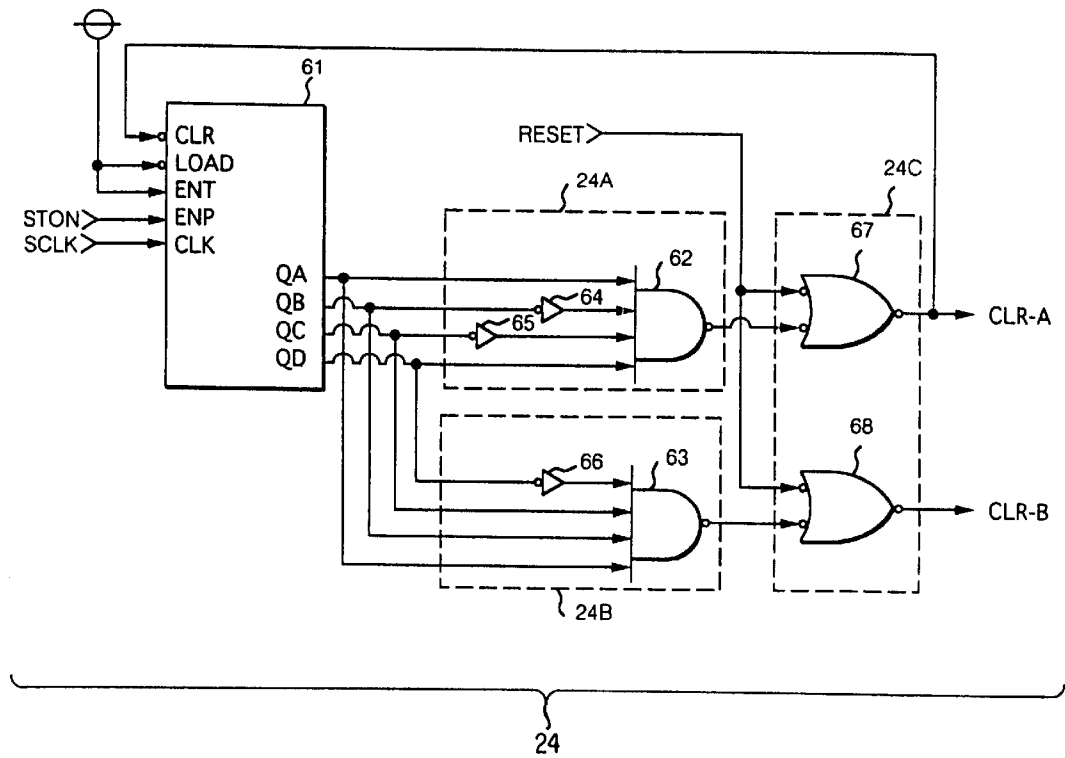 61
CLR
LOAD
ENT
STON ENP
SCLK CLK
QA
QB
QC
QD
RESET
24A
62
64
65
24C
67
CLR-A
66
63
24B
68
CLR-B
24